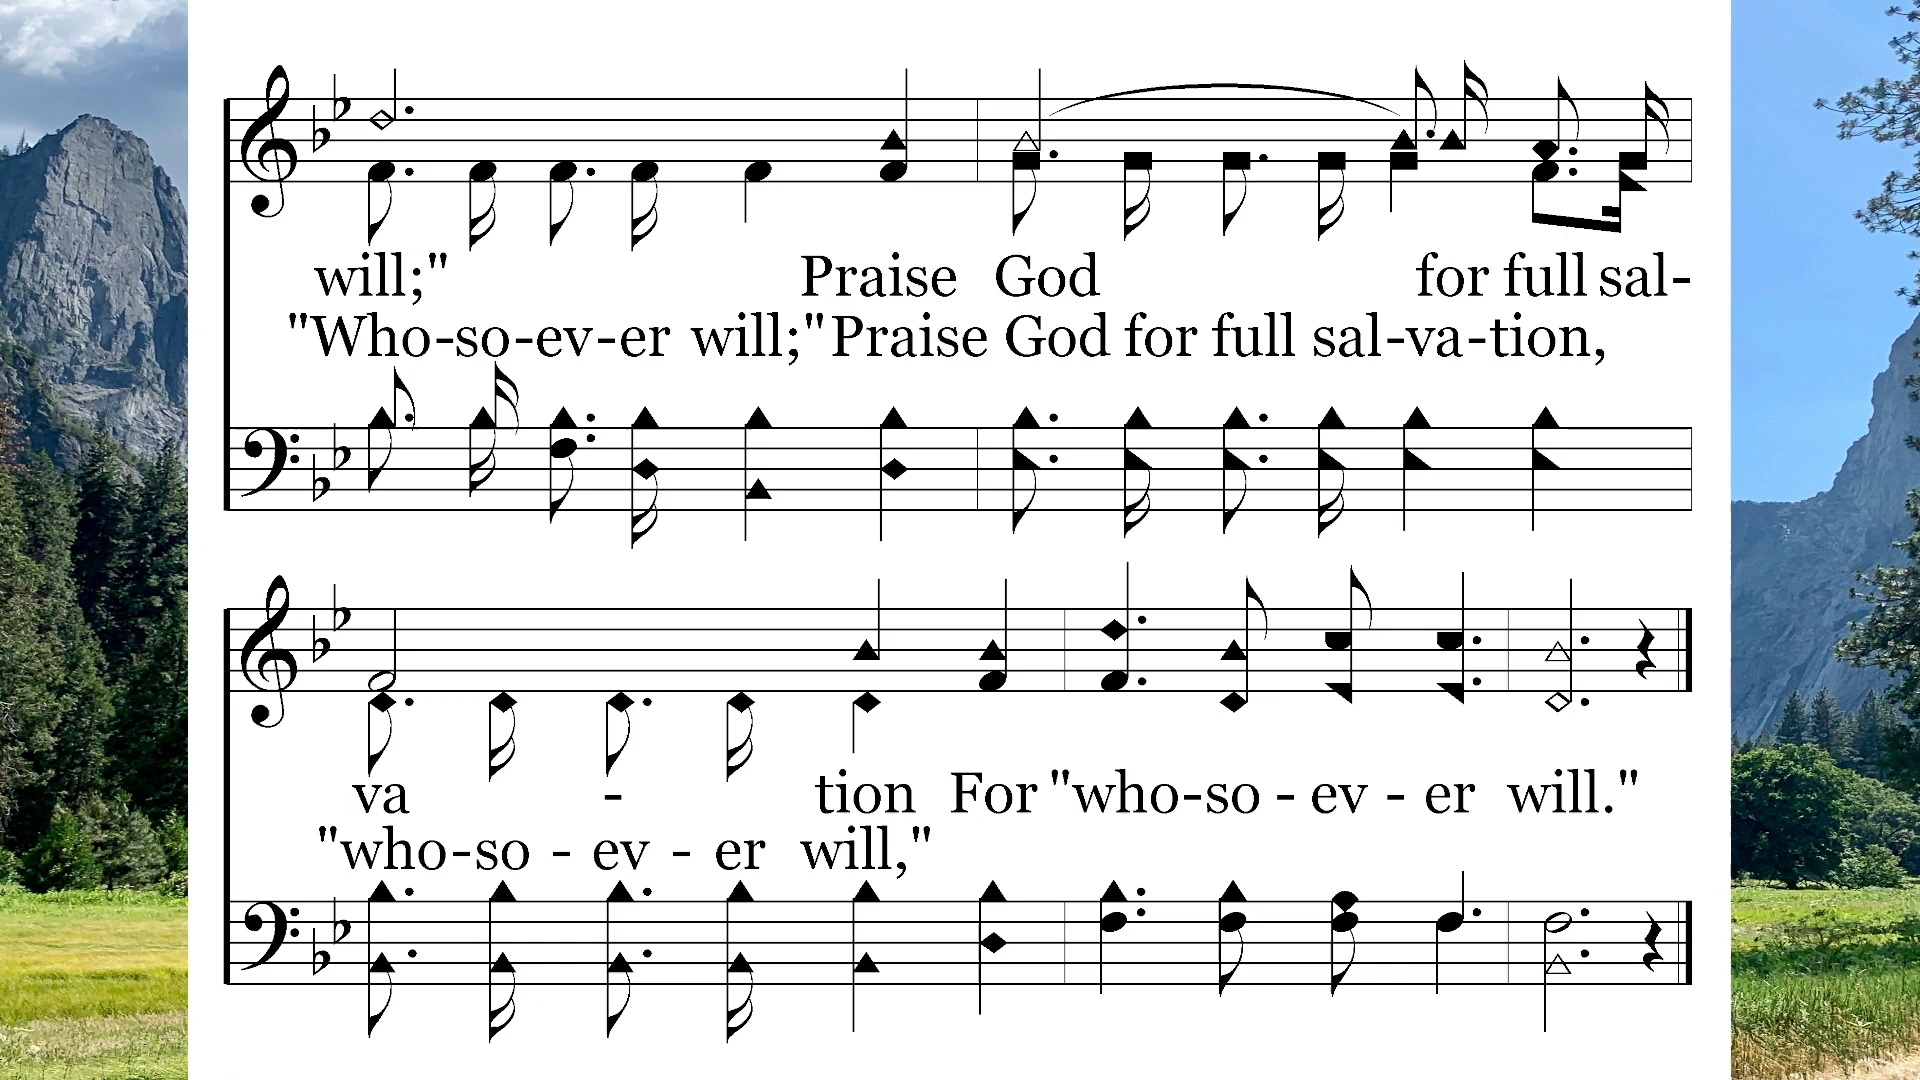 will;" Praise God for full sal-
"Who-so-ev-er will;" Praise God for full sal-va-tion,
va - tion For "who-so - ev - er will."
"who-so - ev - er will,"